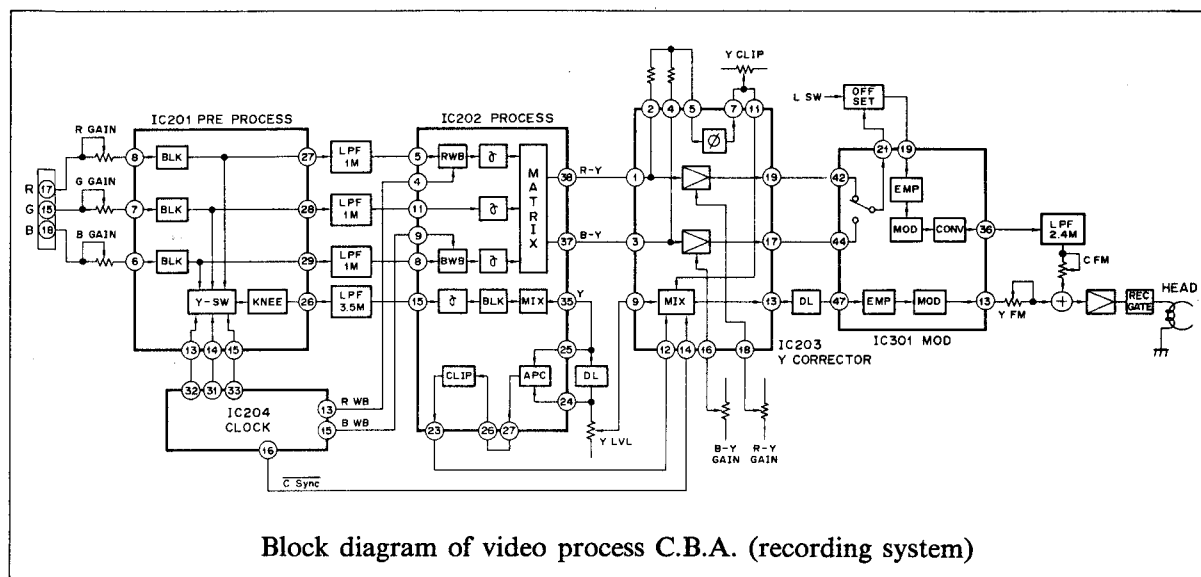 Y CLIP
L SW
OFF SET
IC201 PRE PROCESS
IC202 PROCESS
R GAIN
G GAIN
B GAIN
R 17
G 15
B 18
8 BLK 27 LPF 1M 5 RWB MATRIX 38 R-Y
4
7 BLK 28 LPF 1M 11
9
6 BLK 29 LPF 1M 8 BWB 37 B-Y
Y-SW KNEE 26 LPF 3.5M 15 BLK MIX 35 Y
13 14 15
32 31 33
IC204 CLOCK
13 R WB
15 B WB
16
C Sync
25
CLIP APC DL
24
23 26 27
Y LVL
2 4 5 7 11
Ø
1 19
3 17
9 MIX 13 DL
12 14 16 18
IC203 Y CORRECTOR
B-Y GAIN
R-Y GAIN
21 19
42 EMP
44 MOD CONV 36 LPF 2.4M
C FM
47 EMP MOD 13 Y FM + REC GATE HEAD
IC301 MOD
Block diagram of video process C.B.A. (recording system)